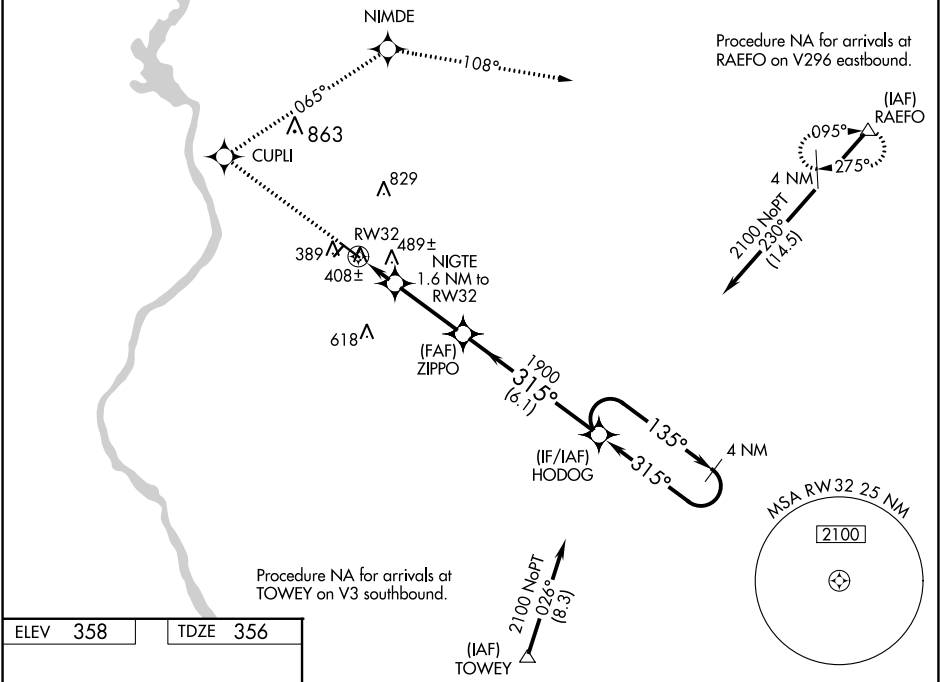 NIMDE
108°
Procedure NA for arrivals at
RAEFO on V296 eastbound.
065°
863
CUPLI
(IAF)
RAEFO
095°
275°
4 NM
2100 NoPT
230°
(14.5)
829
RW32
389
408±
489±
NIGTE
1.6 NM to
RW32
618
(FAF)
ZIPPO
1900
315°
(6.1)
135°
4 NM
315°
(IF/IAF)
HODOG
MSA RW32 25 NM
2100
Procedure NA for arrivals at
TOWEY on V3 southbound.
2100 NoPT
026°
(8.3)
(IAF)
TOWEY
ELEV 358
TDZE 356